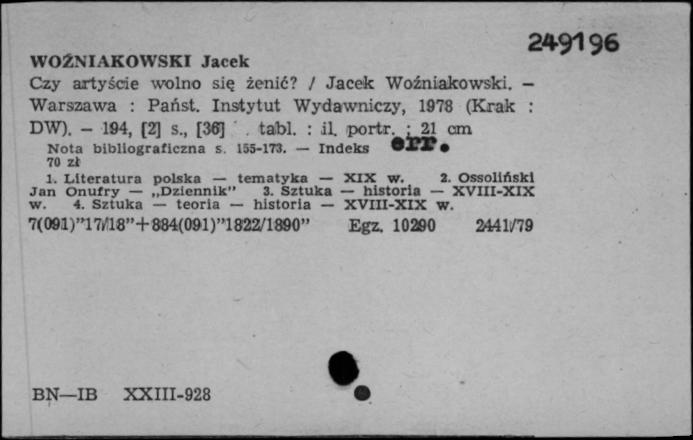 249196
WOŹNIAKOWSKI Jacek
Czy artyście wolno się żenić? / Jacek Woźniakowski. —
Warszawa : Państ. Instytut Wydawniczy, 1978 (Krak :
DW). — 194, [2] s., [36] . tabl. : il. portr. ; 21 cm
Nota bibliograficzna s. 155-173. — Indeks err.
70 zł
1. Literatura polska — tematyka — XIX w. 2. Ossoliński
Jan Onufry — „Dziennik” 3. Sztuka — historia — XVIII-XIX
w. 4. Sztuka — teoria — historia — XVIII-XIX w.
7(091)”17/18”+884(091)”1822/1890” Egz. 10290 2441/79
BN—IB XXIII-928